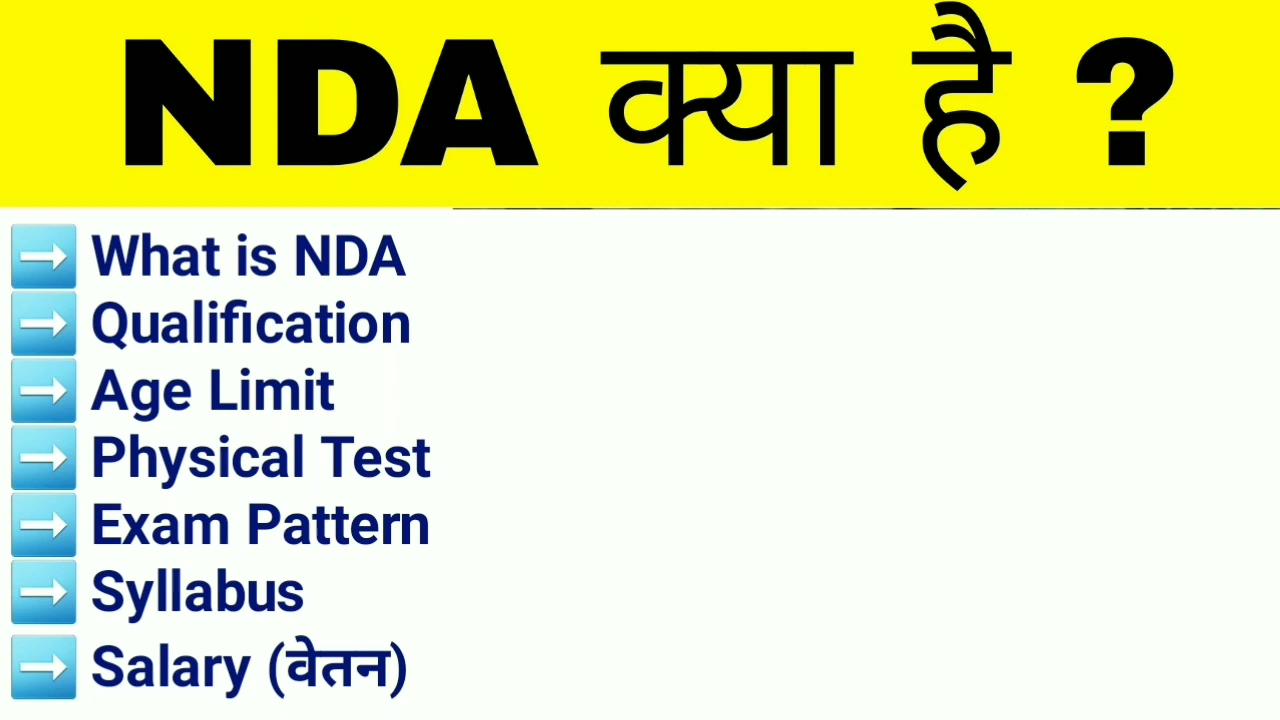 NDA क्या है ?
➡ What is NDA
➡ Qualification
➡ Age Limit
➡ Physical Test
➡ Exam Pattern
➡ Syllabus
➡ Salary (वेतन)